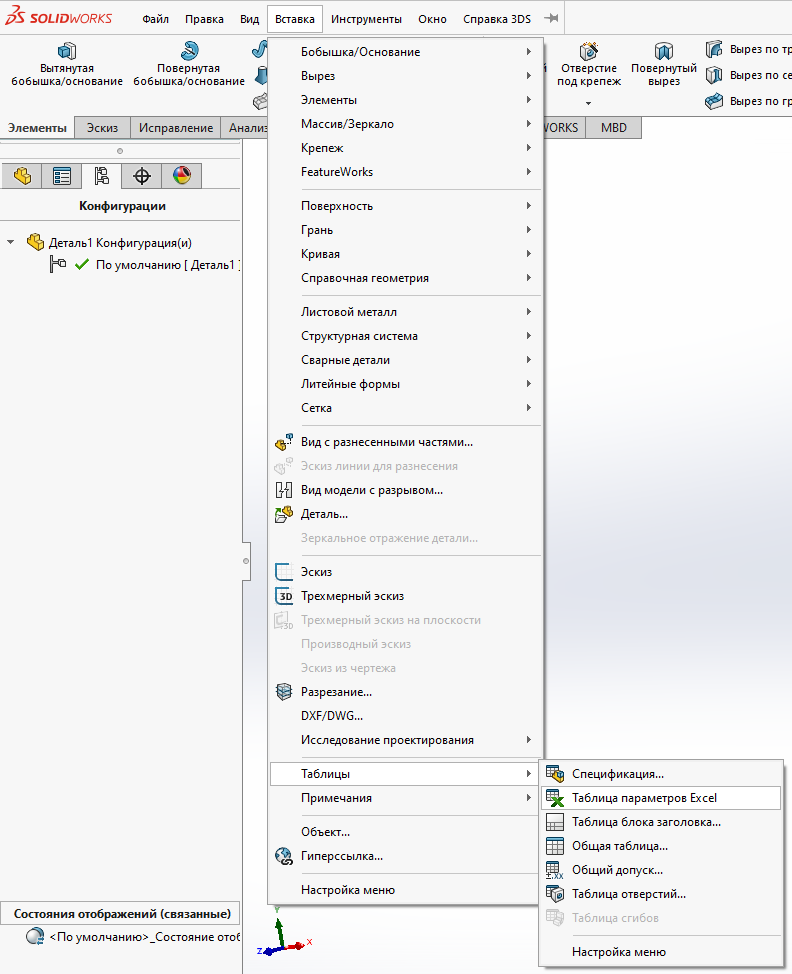 SOLIDWORKS
Файл Правка Вид Вставка Инструменты Окно Справка 3DS
Вытянутая
бобышка/основание
Повернутая
бобышка/основание
Отверстие
под крепеж
Повернутый
вырез
Вырез по тр
Вырез по се
Вырез по гр
Элементы Эскиз Исправление Анализ WORKS MBD
Конфигурации
Деталь1 Конфигурация(и)
По умолчанию [ Деталь1 ]
Бобышка/Основание
Вырез
Элементы
Массив/Зеркало
Крепеж
FeatureWorks
Поверхность
Грань
Кривая
Справочная геометрия
Листовой металл
Структурная система
Сварные детали
Литейные формы
Сетка
Вид с разнесенными частями...
Эскиз линии для разнесения
Вид модели с разрывом...
Деталь...
Зеркальное отражение детали...
Эскиз
3D Трехмерный эскиз
Трехмерный эскиз на плоскости
Производный эскиз
Эскиз из чертежа
Разрезание...
DXF/DWG...
Исследование проектирования
Таблицы
Примечания
Объект...
Гиперссылка...
Настройка меню
Спецификация...
Таблица параметров Excel
Таблица блока заголовка...
Общая таблица...
Общий допуск...
Таблица отверстий...
Таблица сгибов
Настройка меню
Состояния отображений (связанные)
<По умолчанию>_Состояние отоб
Y
X
Z